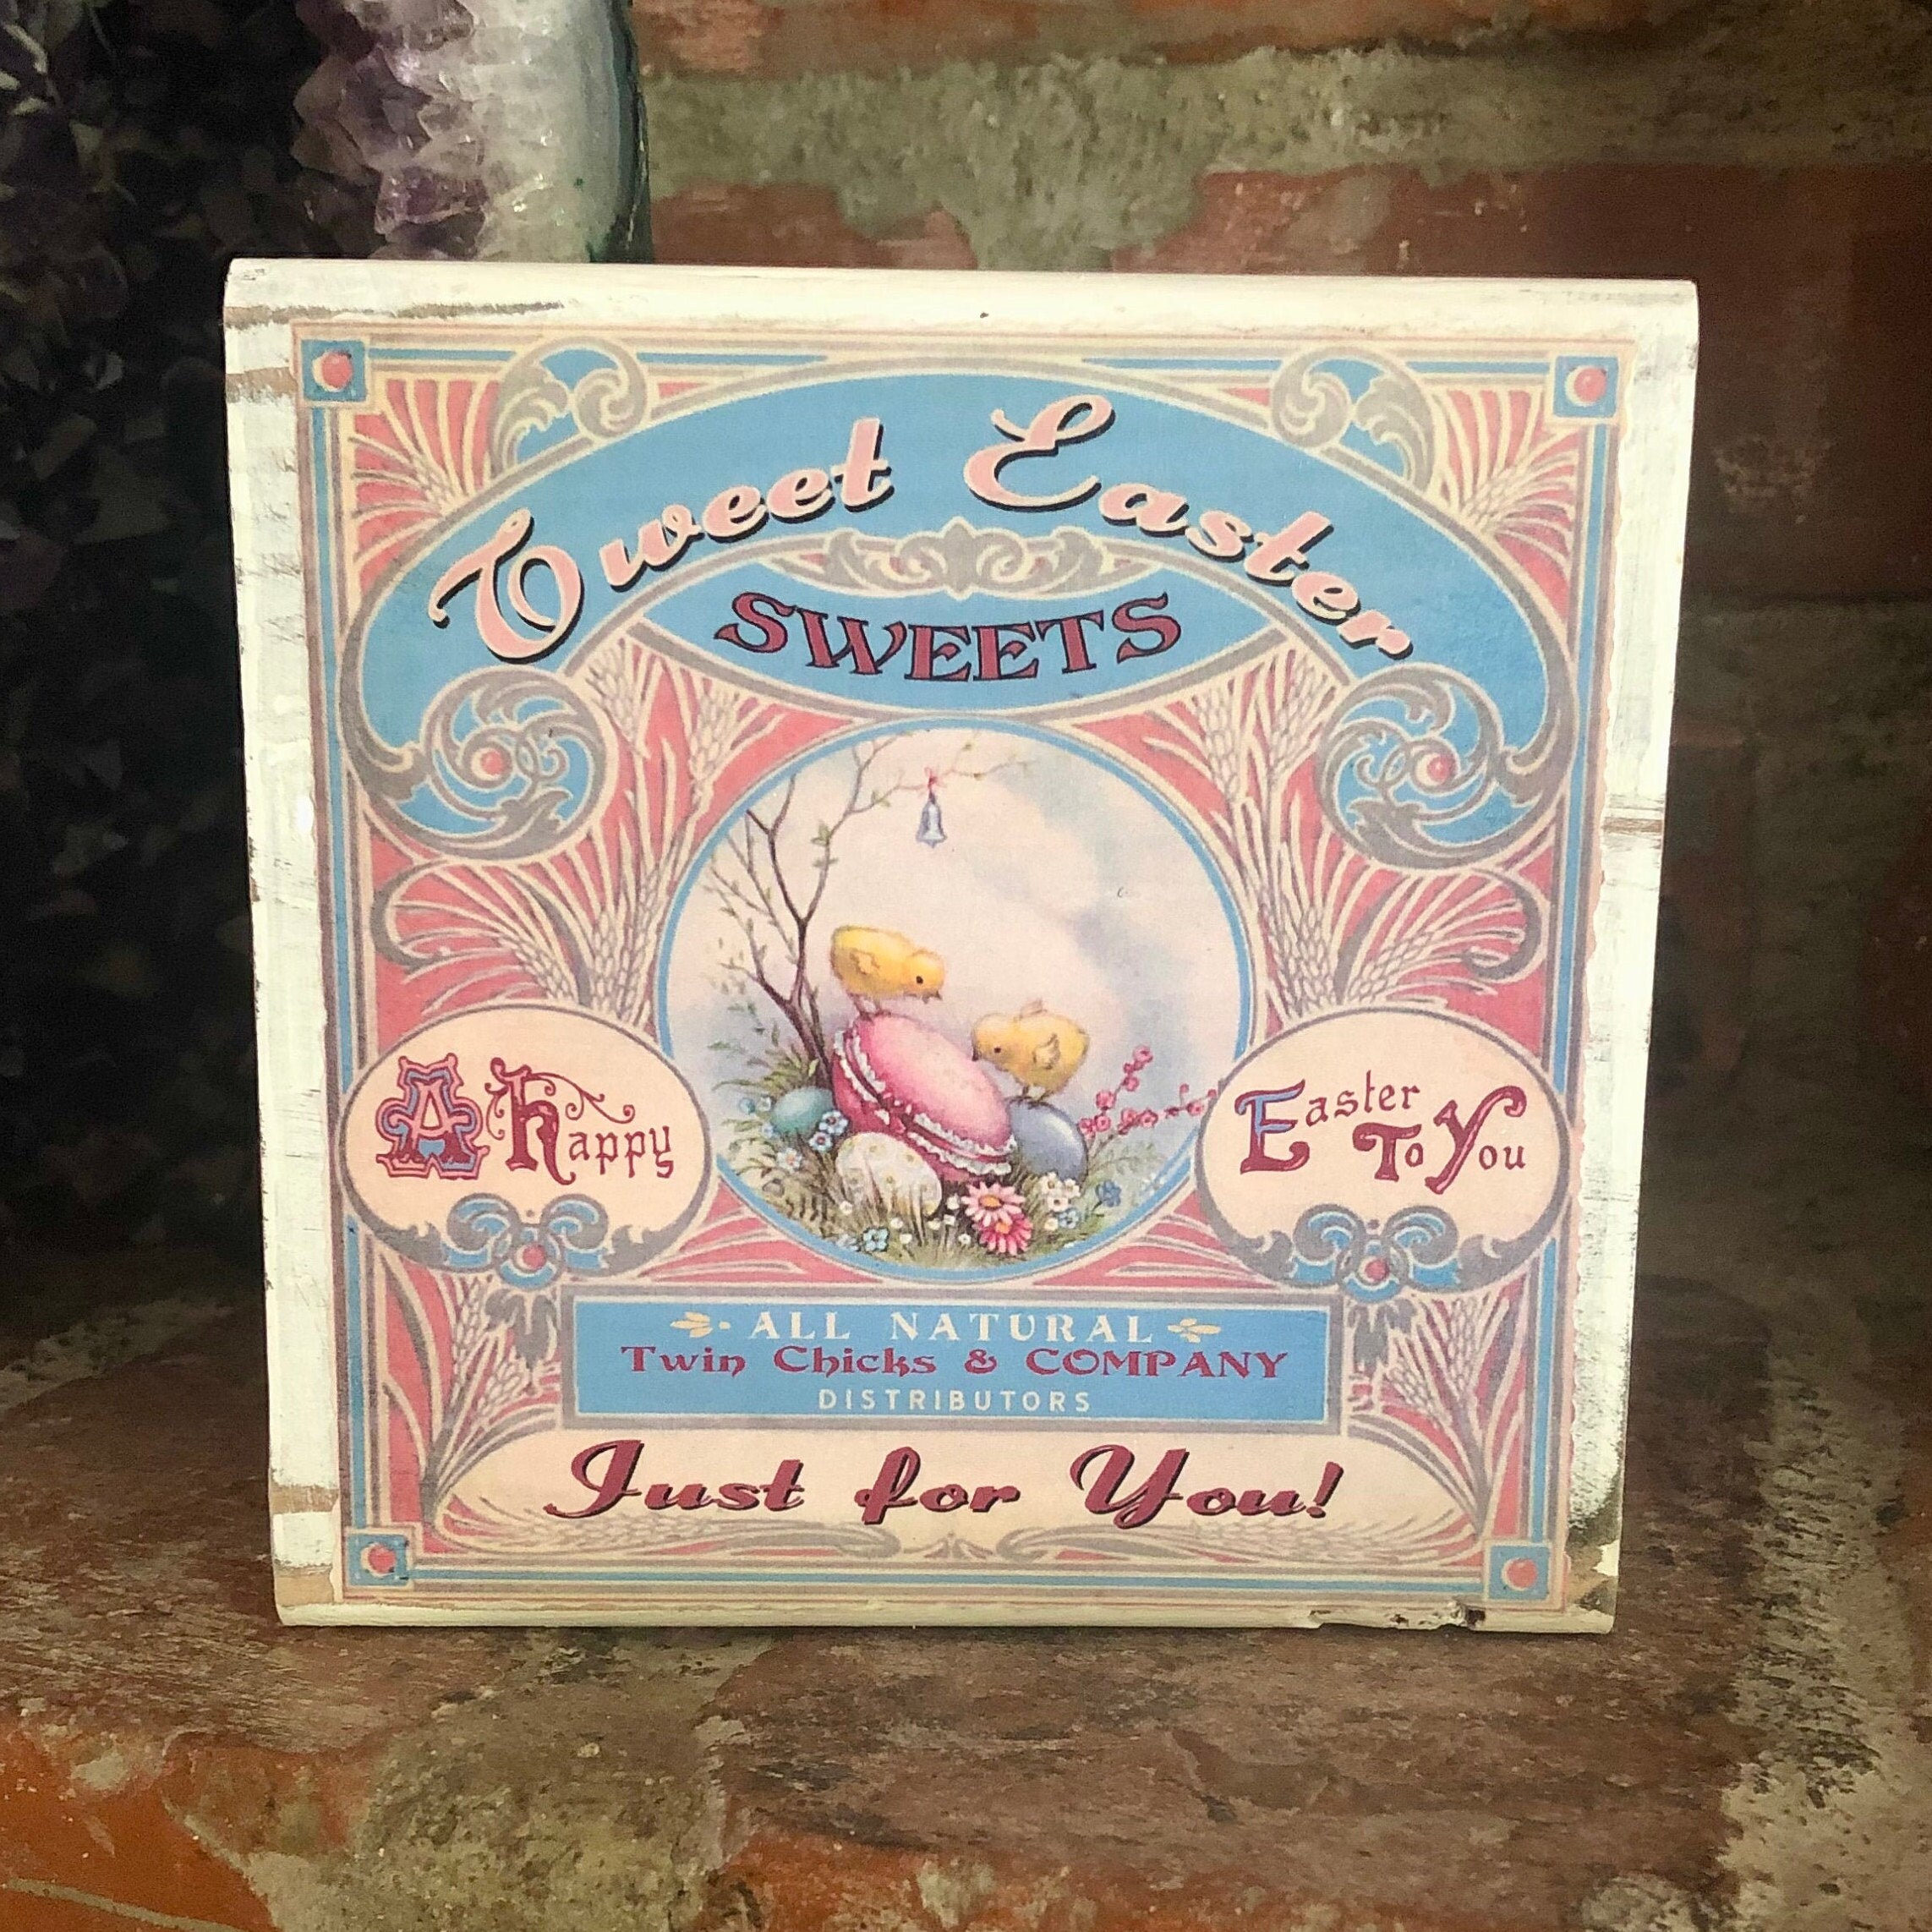 Tweet Easter
SWEETS
A Happy
Easter
To You
ALL NATURAL
Twin Chicks & COMPANY
DISTRIBUTORS
Just for You!